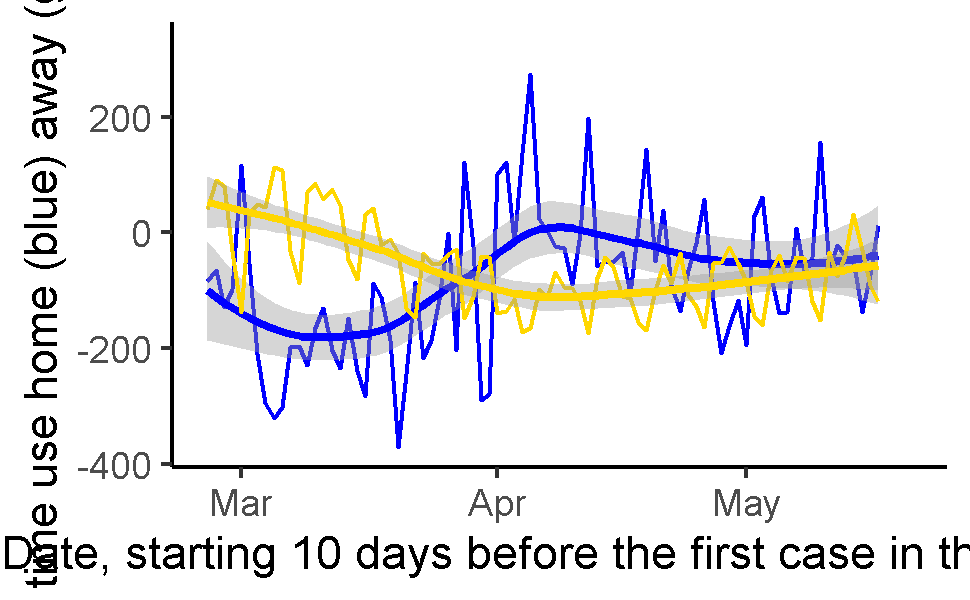 time use home (blue) away (
200
0
-200
-400
Mar Apr May
Date, starting 10 days before the first case in th